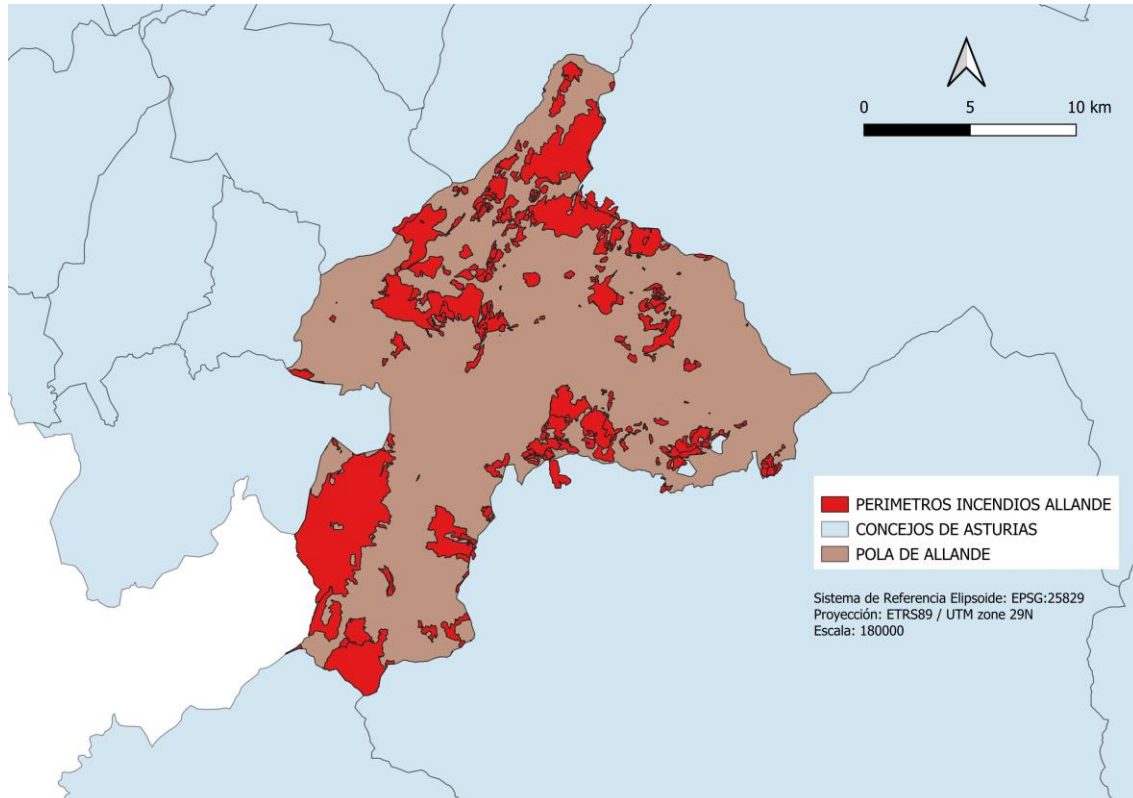 0 5 10 km
PERIMETROS INCENDIOS ALLANDE
CONCEJOS DE ASTURIAS
POLA DE ALLANDE
Sistema de Referencia Elipsoide: EPSG:25829
Proyección: ETRS89 / UTM zone 29N
Escala: 180000